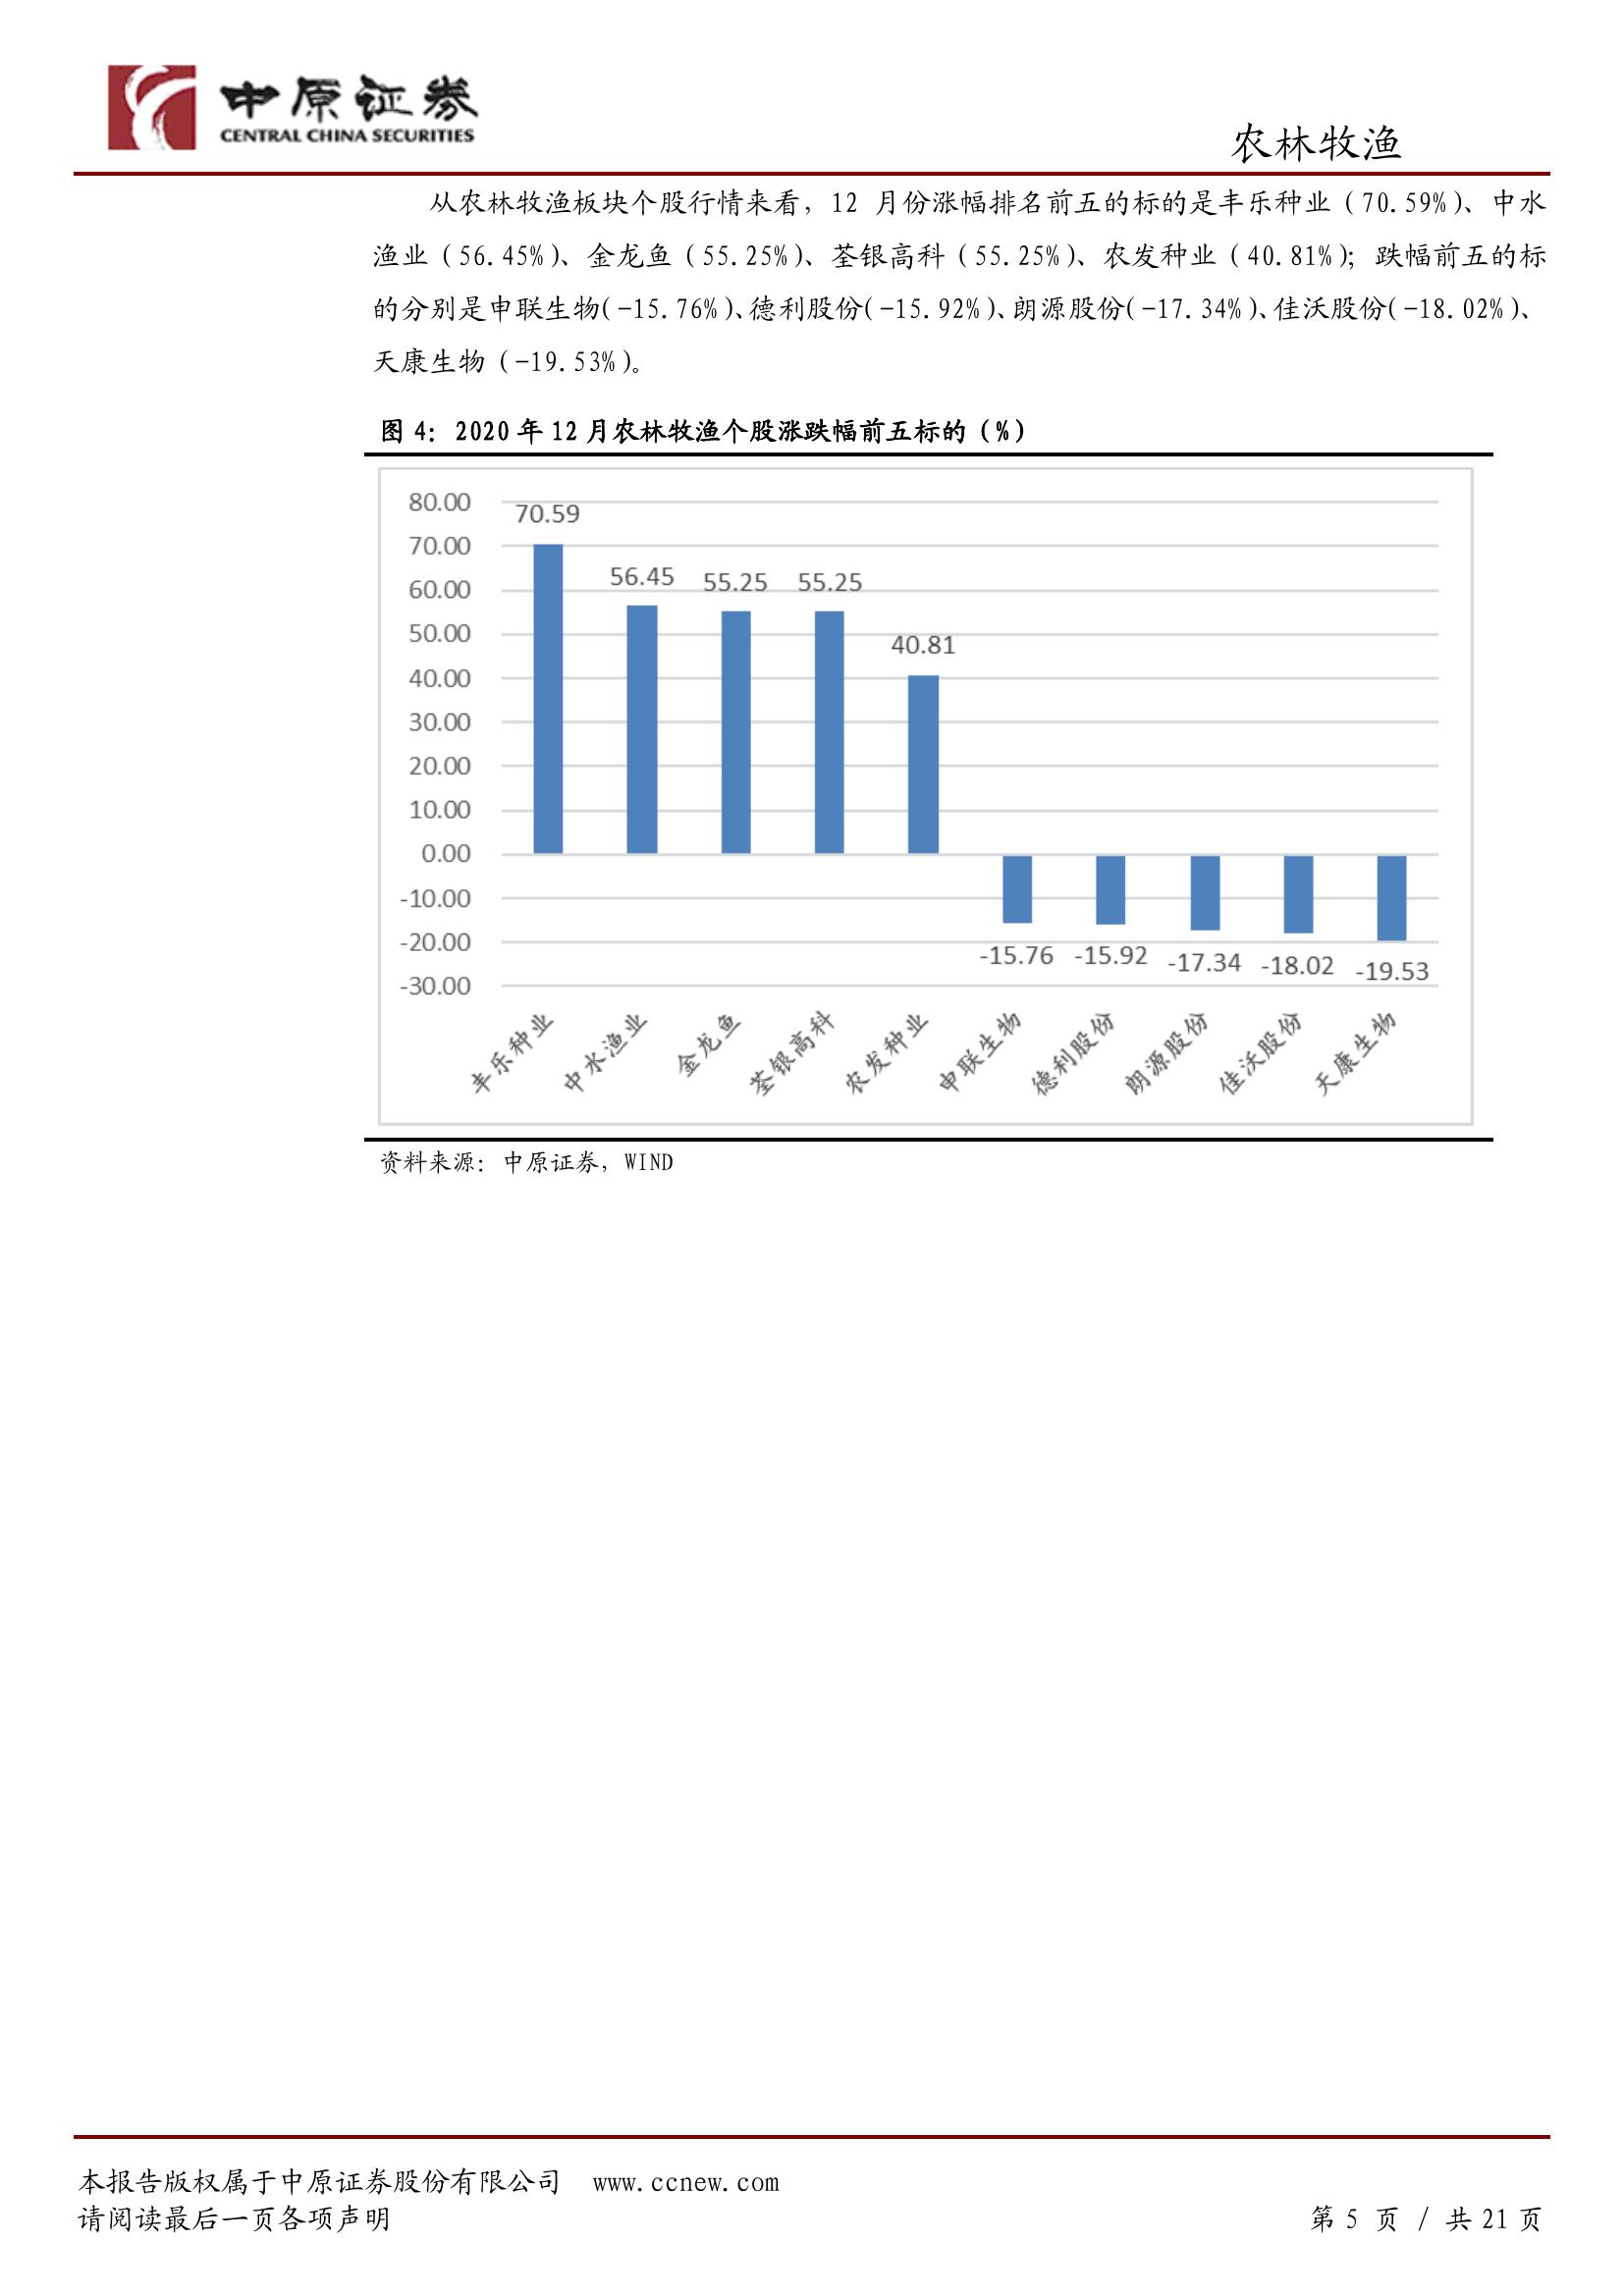 中原证券
CENTRAL CHINA SECURITIES
农林牧渔
从农林牧渔板块个股行情来看，12 月份涨幅排名前五的标的是丰乐种业（70.59%）、中水
渔业（56.45%）、金龙鱼（55.25%）、荃银高科（55.25%）、农发种业（40.81%）；跌幅前五的标
的分别是申联生物(-15.76%)、德利股份(-15.92%)、朗源股份(-17.34%)、佳沃股份(-18.02%)、
天康生物（-19.53%）。
图 4：2020 年 12 月农林牧渔个股涨跌幅前五标的（%）
80.00
70.00
60.00
50.00
40.00
30.00
20.00
10.00
0.00
-10.00
-20.00
-30.00
70.59
56.45
55.25
55.25
40.81
-15.76
-15.92
-17.34
-18.02
-19.53
丰乐种业
中水渔业
金龙鱼
荃银高科
农发种业
申联生物
德利股份
朗源股份
佳沃股份
天康生物
资料来源：中原证券，WIND
本报告版权属于中原证券股份有限公司 www.ccnew.com
请阅读最后一页各项声明
第 5 页 / 共 21 页